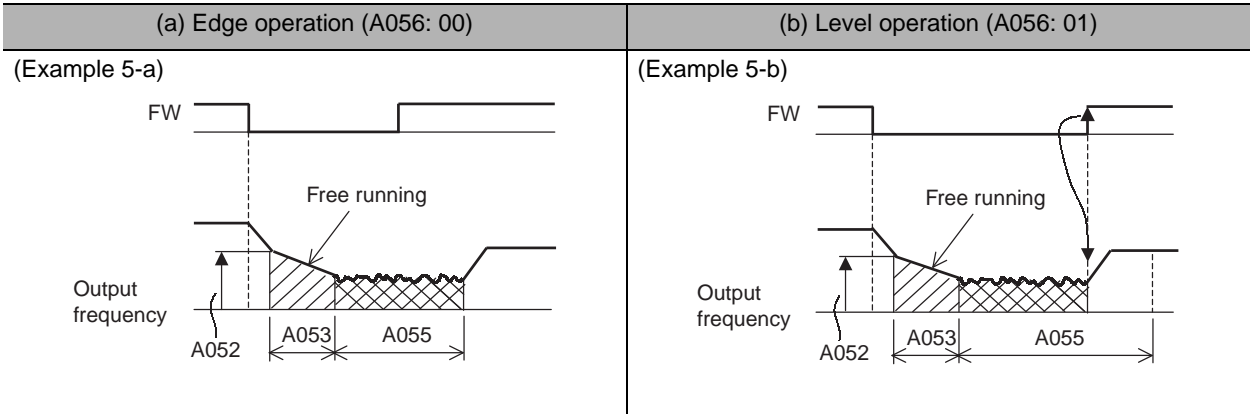 (a) Edge operation (A056: 00)
(b) Level operation (A056: 01)
(Example 5-a)
FW
Free running
Output
frequency
A052
A053
A055
(Example 5-b)
FW
Free running
Output
frequency
A052
A053
A055